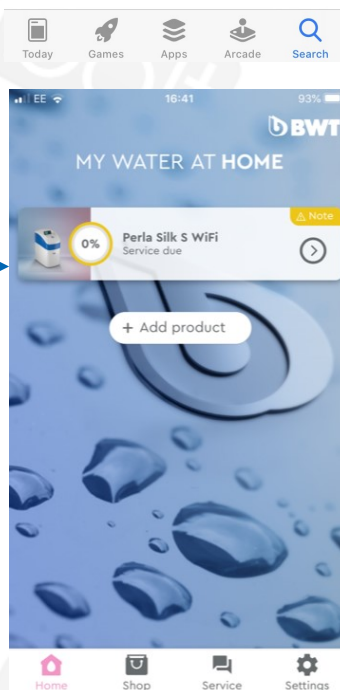 Today Games Apps Arcade Search
EE 16:41 93%
BWT
MY WATER AT HOME
Note
0% Perla Silk S WiFi
Service due
+ Add product
Home Shop Service Settings